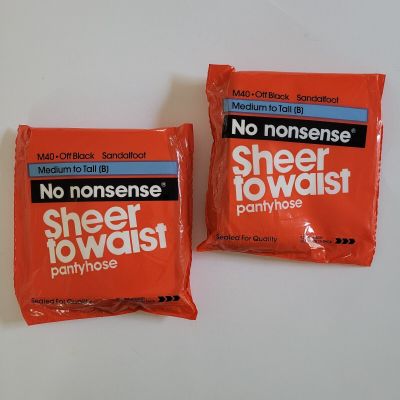 M40 • Off Black Sandalfoot
Medium to Tall (B)
No nonsense®
Sheer
to waist
pantyhose
Sealed For Quality
M40 • Off Black Sandalfoot
Medium to Tall (B)
No nonsense®
Sheer
to waist
pantyhose
Sealed For Quality